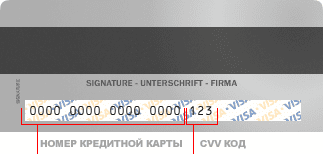 SIGNATURE - UNTERSCHRIFT - FIRMA
0000 0000 0000 0000 123
НОМЕР КРЕДИТНОЙ КАРТЫ CVV КОД